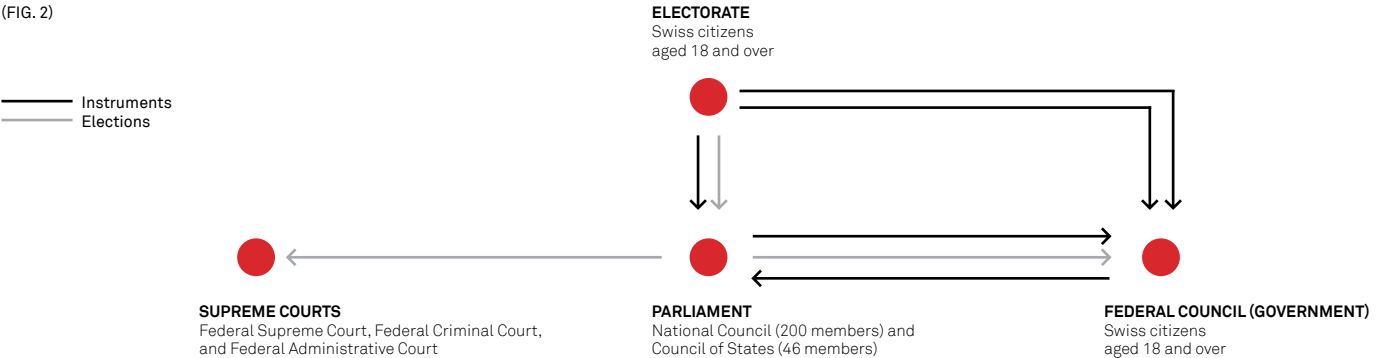 (FIG. 2)
ELECTORATE
Swiss citizens
aged 18 and over
Instruments
Elections
SUPREME COURTS
Federal Supreme Court, Federal Criminal Court,
and Federal Administrative Court
PARLIAMENT
National Council (200 members) and
Council of States (46 members)
FEDERAL COUNCIL (GOVERNMENT)
Swiss citizens
aged 18 and over